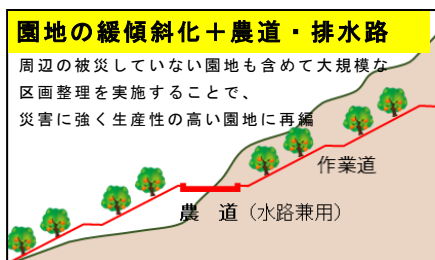 園地の緩傾斜化＋農道・排水路
周辺の被災していない園地も含めて大規模な
区画整理を実施することで、
災害に強く生産性の高い園地に再編
作業道
農　道（水路兼用）